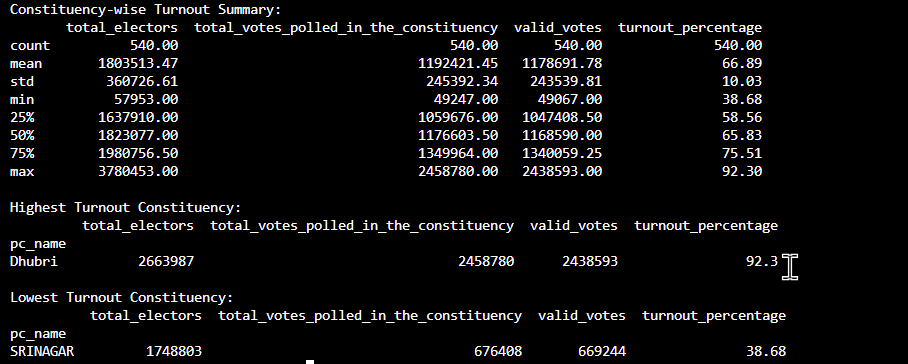 Constituency-wise Turnout Summary:
total_electors total_votes_polled_in_the_constituency valid_votes turnout_percentage
count 540.00 540.00 540.00 540.00
mean 1803513.47 1192421.45 1178691.78 66.89
std 360726.61 245392.34 243539.81 10.03
min 57953.00 49247.00 49067.00 38.68
25% 1637910.00 1059676.00 1047408.50 58.56
50% 1823077.00 1176603.50 1168590.00 65.83
75% 1980756.50 1349964.00 1340059.25 75.51
max 3780453.00 2458780.00 2438593.00 92.30
Highest Turnout Constituency:
total_electors total_votes_polled_in_the_constituency valid_votes turnout_percentage
pc_name
Dhubri 2663987 2458780 2438593 92.3
Lowest Turnout Constituency:
total_electors total_votes_polled_in_the_constituency valid_votes turnout_percentage
pc_name
SRINAGAR 1748803 676408 669244 38.68